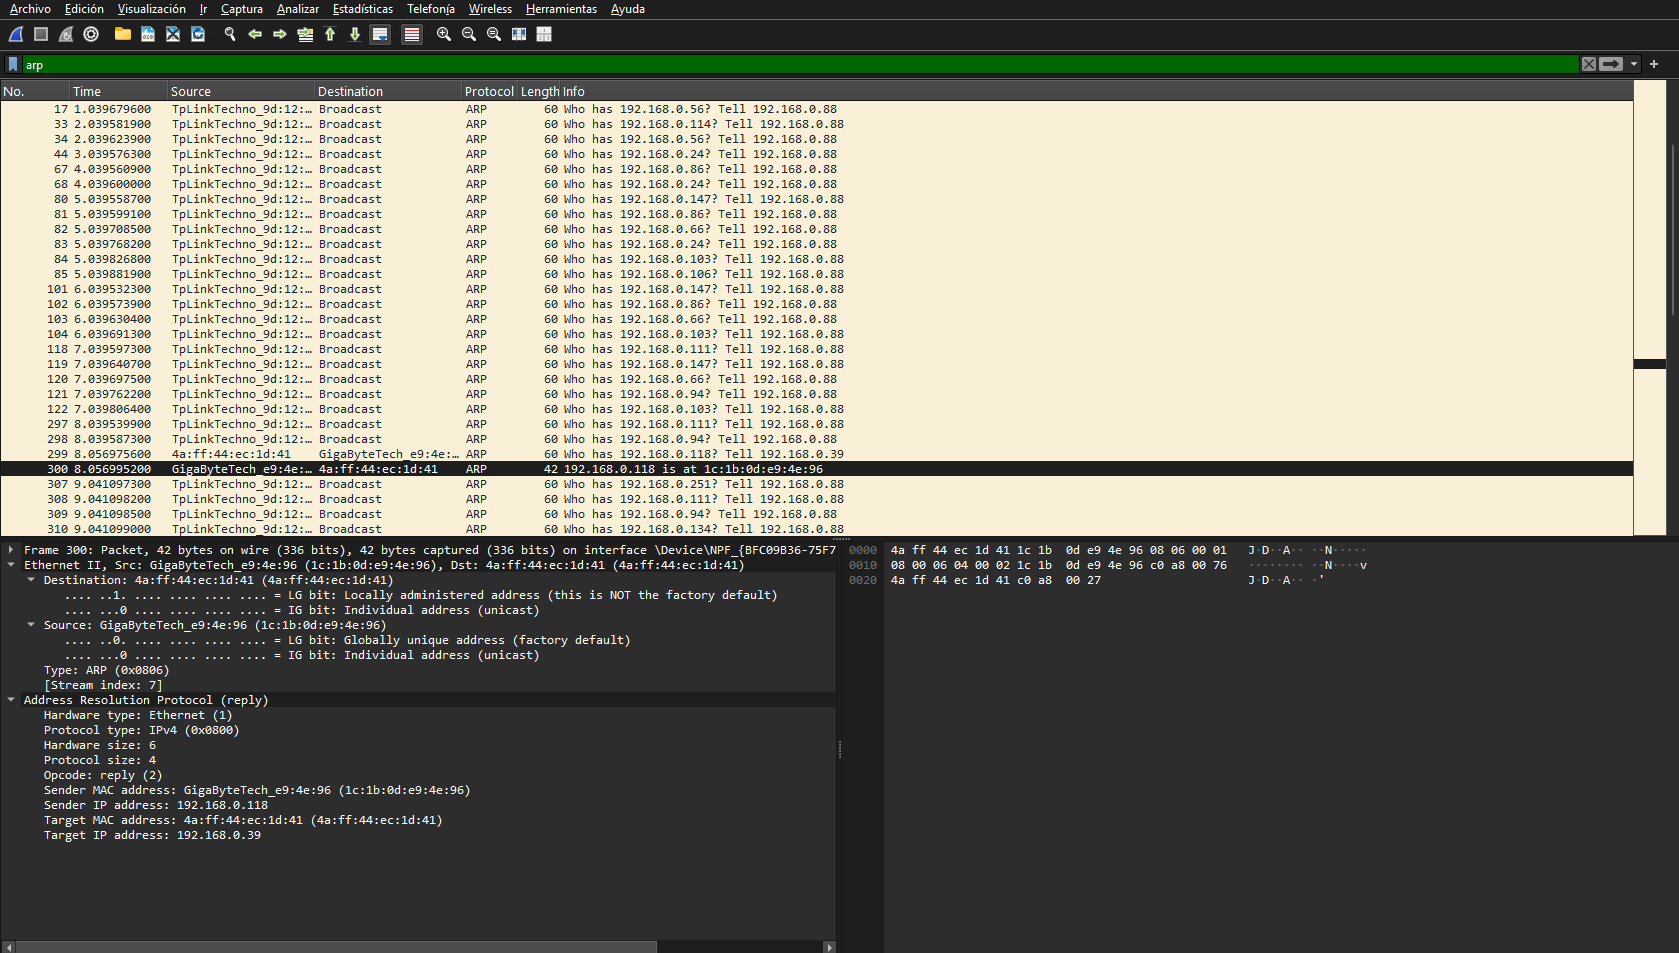 Archivo Edición Visualización Ir Captura Analizar Estadísticas Telefonía Wireless Herramientas Ayuda
arp
No. Time Source Destination Protocol Length Info
17 1.039679600 TpLinkTechno_9d:12:… Broadcast ARP 60 Who has 192.168.0.56? Tell 192.168.0.88
33 2.039581900 TpLinkTechno_9d:12:… Broadcast ARP 60 Who has 192.168.0.114? Tell 192.168.0.88
34 2.039623900 TpLinkTechno_9d:12:… Broadcast ARP 60 Who has 192.168.0.56? Tell 192.168.0.88
44 3.039576300 TpLinkTechno_9d:12:… Broadcast ARP 60 Who has 192.168.0.24? Tell 192.168.0.88
67 4.039560900 TpLinkTechno_9d:12:… Broadcast ARP 60 Who has 192.168.0.86? Tell 192.168.0.88
68 4.039600000 TpLinkTechno_9d:12:… Broadcast ARP 60 Who has 192.168.0.24? Tell 192.168.0.88
80 5.039558700 TpLinkTechno_9d:12:… Broadcast ARP 60 Who has 192.168.0.147? Tell 192.168.0.88
81 5.039599100 TpLinkTechno_9d:12:… Broadcast ARP 60 Who has 192.168.0.86? Tell 192.168.0.88
82 5.039708500 TpLinkTechno_9d:12:… Broadcast ARP 60 Who has 192.168.0.66? Tell 192.168.0.88
83 5.039768200 TpLinkTechno_9d:12:… Broadcast ARP 60 Who has 192.168.0.24? Tell 192.168.0.88
84 5.039826800 TpLinkTechno_9d:12:… Broadcast ARP 60 Who has 192.168.0.103? Tell 192.168.0.88
85 5.039881900 TpLinkTechno_9d:12:… Broadcast ARP 60 Who has 192.168.0.106? Tell 192.168.0.88
101 6.039532300 TpLinkTechno_9d:12:… Broadcast ARP 60 Who has 192.168.0.147? Tell 192.168.0.88
102 6.039573900 TpLinkTechno_9d:12:… Broadcast ARP 60 Who has 192.168.0.86? Tell 192.168.0.88
103 6.039630400 TpLinkTechno_9d:12:… Broadcast ARP 60 Who has 192.168.0.66? Tell 192.168.0.88
104 6.039691300 TpLinkTechno_9d:12:… Broadcast ARP 60 Who has 192.168.0.103? Tell 192.168.0.88
118 7.039597300 TpLinkTechno_9d:12:… Broadcast ARP 60 Who has 192.168.0.111? Tell 192.168.0.88
119 7.039640700 TpLinkTechno_9d:12:… Broadcast ARP 60 Who has 192.168.0.147? Tell 192.168.0.88
120 7.039697500 TpLinkTechno_9d:12:… Broadcast ARP 60 Who has 192.168.0.66? Tell 192.168.0.88
121 7.039762200 TpLinkTechno_9d:12:… Broadcast ARP 60 Who has 192.168.0.94? Tell 192.168.0.88
122 7.039806400 TpLinkTechno_9d:12:… Broadcast ARP 60 Who has 192.168.0.103? Tell 192.168.0.88
297 8.039539900 TpLinkTechno_9d:12:… Broadcast ARP 60 Who has 192.168.0.111? Tell 192.168.0.88
298 8.039587300 TpLinkTechno_9d:12:… Broadcast ARP 60 Who has 192.168.0.94? Tell 192.168.0.88
299 8.056975600 4a:ff:44:ec:1d:41 GigaByteTech_e9:4e:… ARP 60 Who has 192.168.0.118? Tell 192.168.0.39
300 8.056995200 GigaByteTech_e9:4e:… 4a:ff:44:ec:1d:41 ARP 42 192.168.0.118 is at 1c:1b:0d:e9:4e:96
307 9.041097300 TpLinkTechno_9d:12:… Broadcast ARP 60 Who has 192.168.0.251? Tell 192.168.0.88
308 9.041098200 TpLinkTechno_9d:12:… Broadcast ARP 60 Who has 192.168.0.111? Tell 192.168.0.88
309 9.041098500 TpLinkTechno_9d:12:… Broadcast ARP 60 Who has 192.168.0.94? Tell 192.168.0.88
310 9.041099000 TpLinkTechno_9d:12:… Broadcast ARP 60 Who has 192.168.0.134? Tell 192.168.0.88
Frame 300: Packet, 42 bytes on wire (336 bits), 42 bytes captured (336 bits) on interface \Device\NPF_{BFC09B36-75F7
Ethernet II, Src: GigaByteTech_e9:4e:96 (1c:1b:0d:e9:4e:96), Dst: 4a:ff:44:ec:1d:41 (4a:ff:44:ec:1d:41)
Destination: 4a:ff:44:ec:1d:41 (4a:ff:44:ec:1d:41)
.... ..1. .... .... .... .... = LG bit: Locally administered address (this is NOT the factory default)
.... ...0 .... .... .... .... = IG bit: Individual address (unicast)
Source: GigaByteTech_e9:4e:96 (1c:1b:0d:e9:4e:96)
.... ..0. .... .... .... .... = LG bit: Globally unique address (factory default)
.... ...0 .... .... .... .... = IG bit: Individual address (unicast)
Type: ARP (0x0806)
[Stream index: 7]
Address Resolution Protocol (reply)
Hardware type: Ethernet (1)
Protocol type: IPv4 (0x0800)
Hardware size: 6
Protocol size: 4
Opcode: reply (2)
Sender MAC address: GigaByteTech_e9:4e:96 (1c:1b:0d:e9:4e:96)
Sender IP address: 192.168.0.118
Target MAC address: 4a:ff:44:ec:1d:41 (4a:ff:44:ec:1d:41)
Target IP address: 192.168.0.39
0000 4a ff 44 ec 1d 41 1c 1b 0d e9 4e 96 08 06 00 01 J·D··A·· ··N·····
0010 08 00 06 04 00 02 1c 1b 0d e9 4e 96 c0 a8 00 76 ········ ··N····v
0020 4a ff 44 ec 1d 41 c0 a8 00 27 J·D··A·· ·'